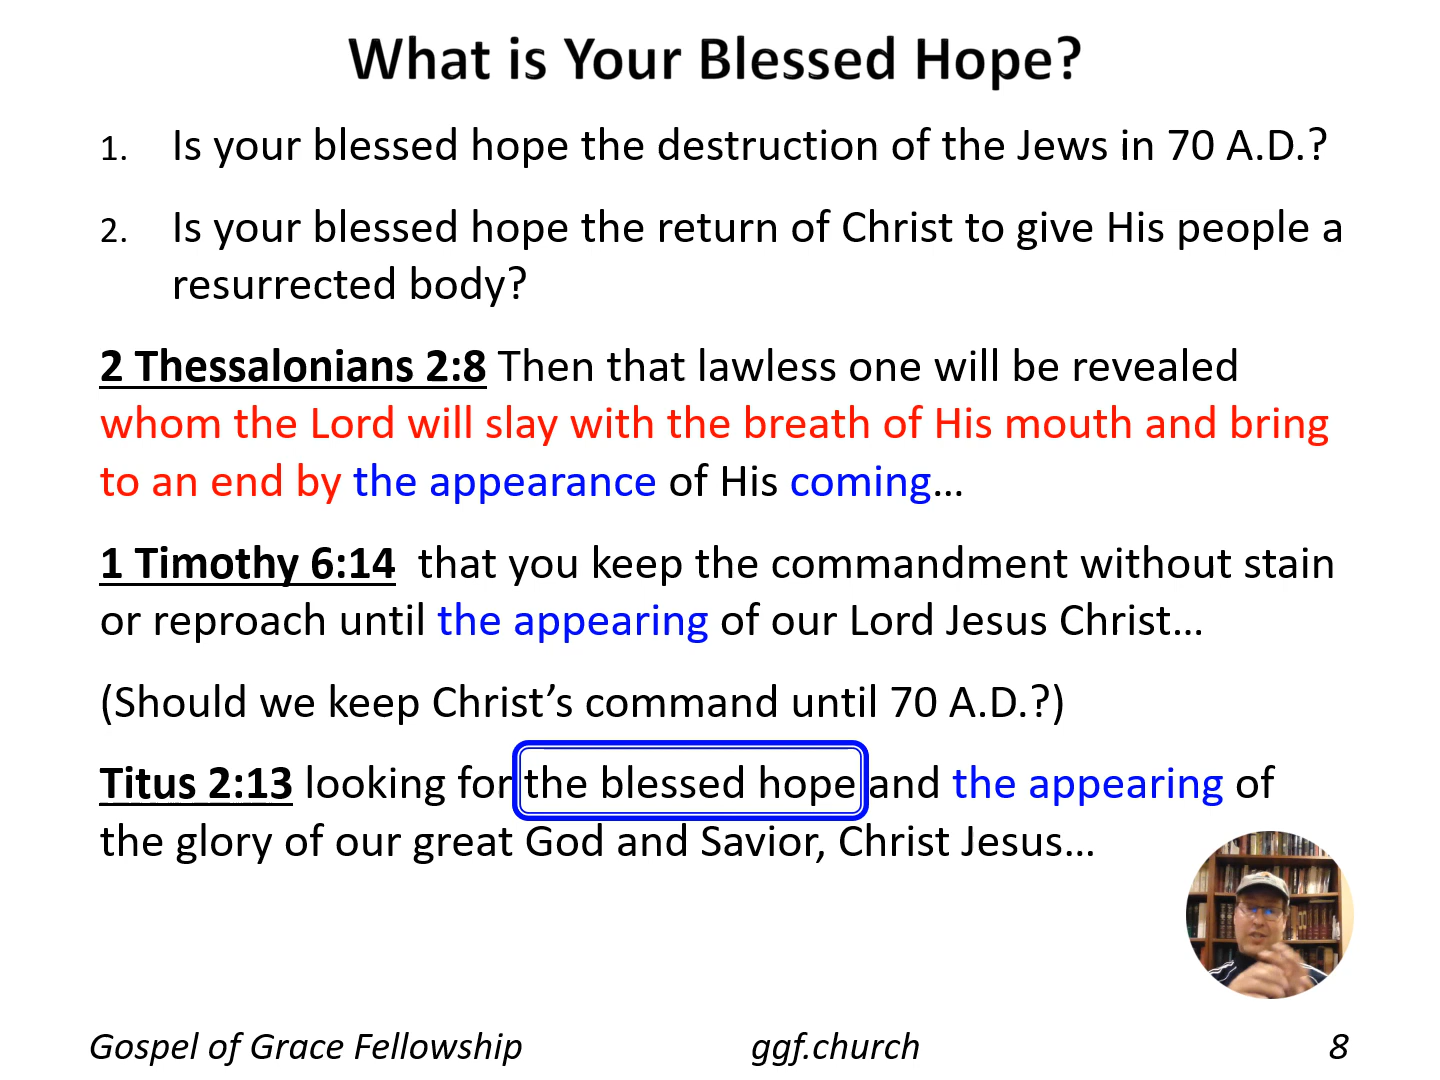 What is Your Blessed Hope?
1. Is your blessed hope the destruction of the Jews in 70 A.D.?
2. Is your blessed hope the return of Christ to give His people a
resurrected body?
2 Thessalonians 2:8 Then that lawless one will be revealed
whom the Lord will slay with the breath of His mouth and bring
to an end by the appearance of His coming…
1 Timothy 6:14 that you keep the commandment without stain
or reproach until the appearing of our Lord Jesus Christ…
(Should we keep Christ’s command until 70 A.D.?)
Titus 2:13 looking for the blessed hope and the appearing of
the glory of our great God and Savior, Christ Jesus…
Gospel of Grace Fellowship ggf.church 8